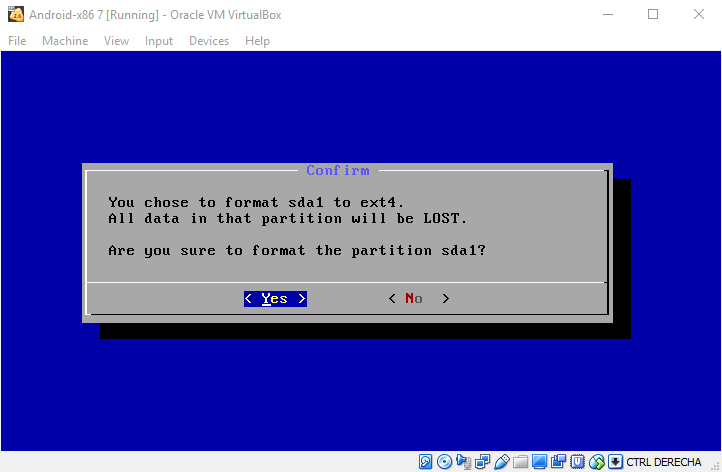 Android-x86 7 [Running] - Oracle VM VirtualBox
File Machine View Input Devices Help
Confirm
You chose to format sda1 to ext4.
All data in that partition will be LOST.
Are you sure to format the partition sda1?
< Yes > < No >
CTRL DERECHA